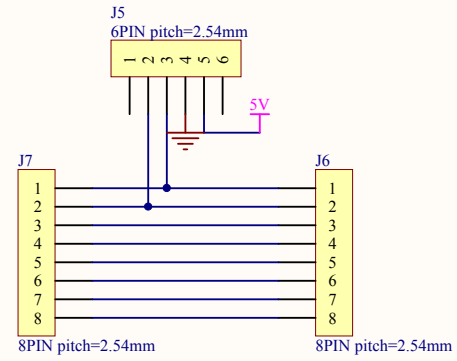 J5
6PIN pitch=2.54mm
1 2 3 4 5 6
5V
J7
J6
1 1
2 2
3 3
4 4
5 5
6 6
7 7
8 8
8PIN pitch=2.54mm
8PIN pitch=2.54mm